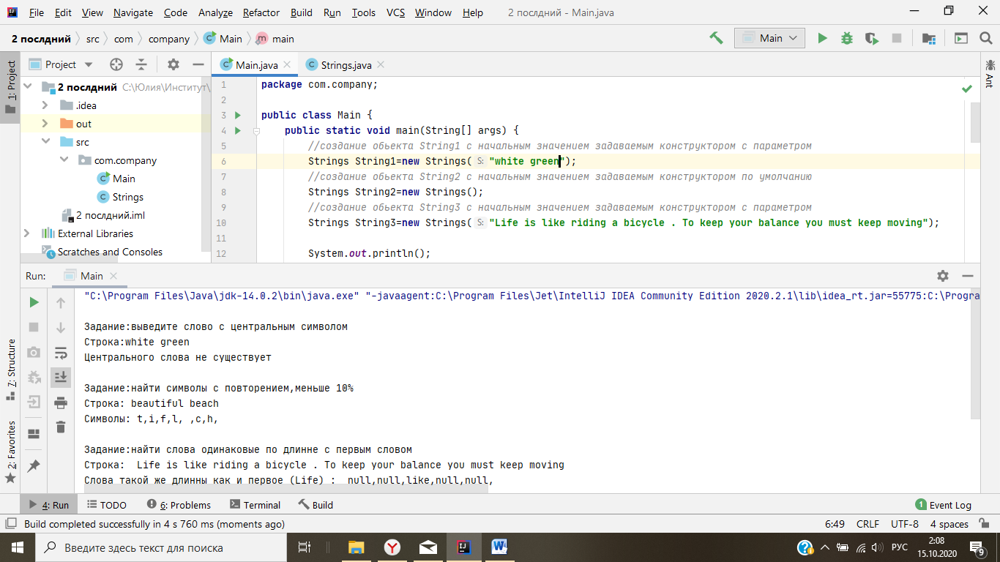 File Edit View Navigate Code Analyze Refactor Build Run Tools VCS Window Help 2 послдний - Main.java
2 послдний src com company Main main Main
1: Project
Project
Main.java Strings.java
Ant
2 послдний C:\Юлия\Институт\
.idea
out
src
com.company
Main
Strings
2 послдний.iml
External Libraries
Scratches and Consoles
1 package com.company;
2
3 public class Main {
4 public static void main(String[] args) {
5 //создание обьекта String1 с начальным значением задаваемым конструктором с параметром
6 Strings String1=new Strings( S: "white green");
7 //создание обьекта String2 с начальным значением задаваемым конструктором по умолчанию
8 Strings String2=new Strings();
9 //создание обьекта String3 с начальным значением задаваемым конструктором с параметром
10 Strings String3=new Strings( S: "Life is like riding a bicycle . To keep your balance you must keep moving");
11
12 System.out.println();
Run: Main
"C:\Program Files\Java\jdk-14.0.2\bin\java.exe" "-javaagent:C:\Program Files\Jet\IntelliJ IDEA Community Edition 2020.2.1\lib\idea_rt.jar=55775:C:\Progra
Задание:выведите слово с центральным символом
Строка:white green
Центрального слова не существует
Задание:найти символы с повторением,меньше 10%
Строка: beautiful beach
Символы: t,i,f,l, ,c,h,
Задание:найти слова одинаковые по длинне с первым словом
Строка:  Life is like riding a bicycle . To keep your balance you must keep moving
Слова такой же длинны как и первое (Life) :  null,null,like,null,null,
7: Structure
2: Favorites
4: Run TODO 6: Problems Terminal Build 1 Event Log
Build completed successfully in 4 s 760 ms (moments ago) 6:49 CRLF UTF-8 4 spaces
Введите здесь текст для поиска РУС 2:08
15.10.2020 9